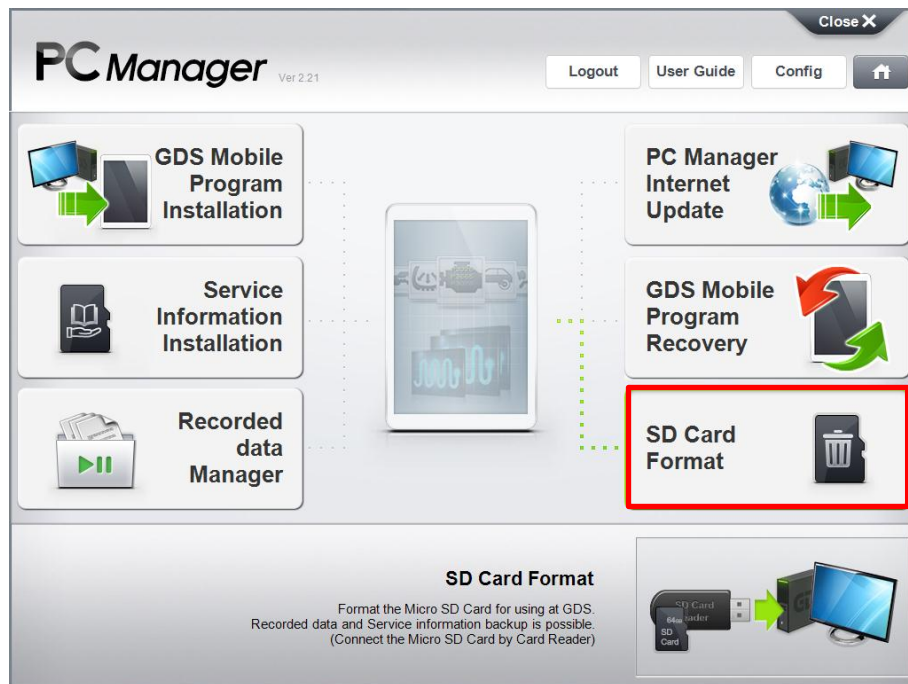 Close X
PC Manager Ver 2.21
Logout User Guide Config
GDS Mobile
Program
Installation
PC Manager
Internet
Update
Service
Information
Installation
GDS Mobile
Program
Recovery
Recorded
data
Manager
SD Card
Format
SD Card Format
Format the Micro SD Card for using at GDS.
Recorded data and Service information backup is possible.
(Connect the Micro SD Card by Card Reader)
SD Card
64GB
SD
Card